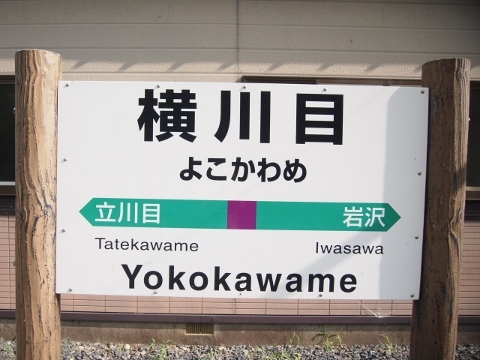 横川目
よこかわめ
立川目 岩沢
Tatekawame Iwasawa
Yokokawame